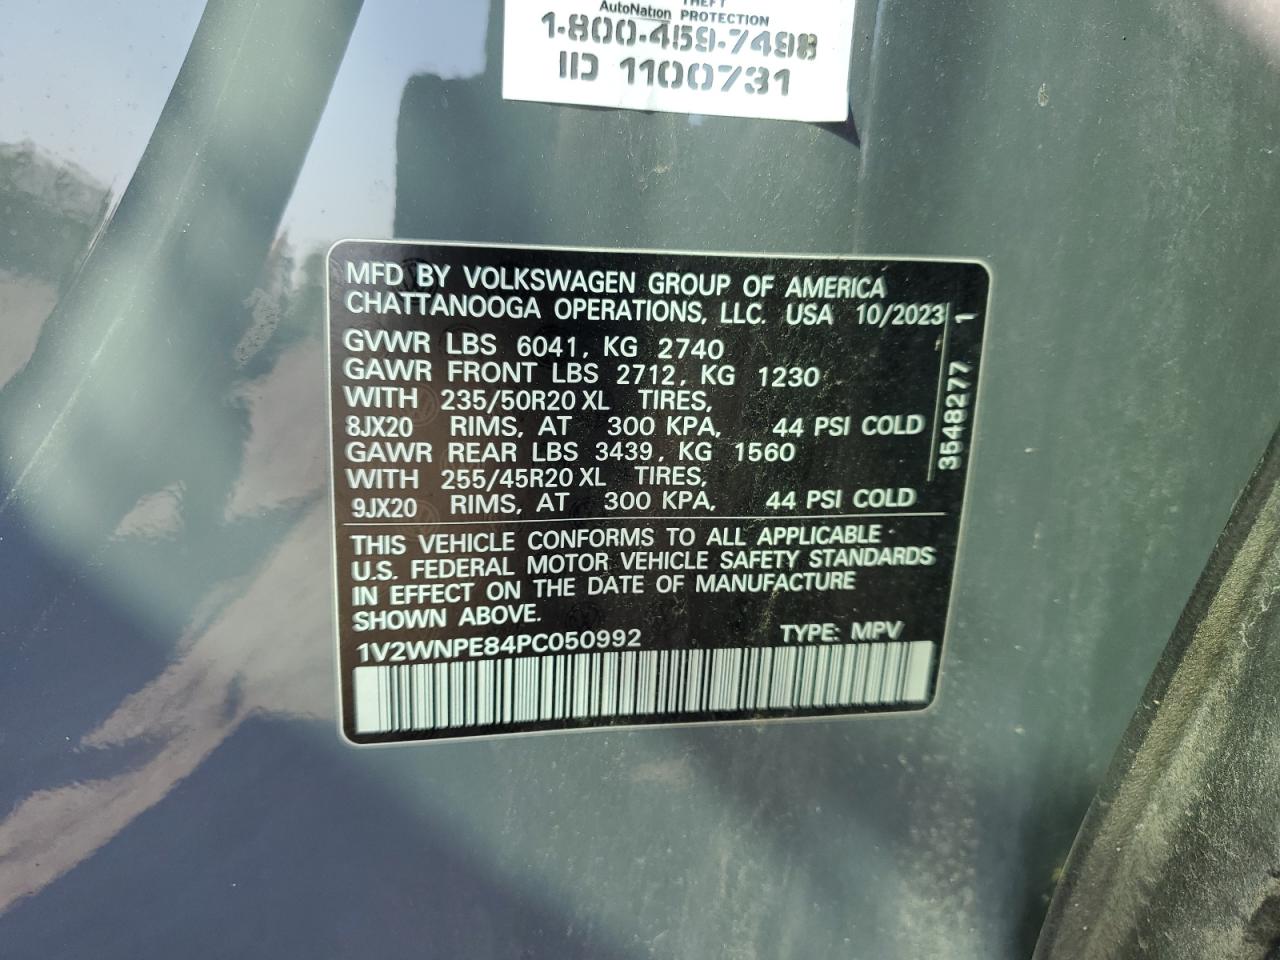 THEFT
AutoNation PROTECTION
1-800-459-7498
IID 1100731
MFD BY VOLKSWAGEN GROUP OF AMERICA
CHATTANOOGA OPERATIONS, LLC. USA 10/2023
GVWR LBS 6041, KG 2740
GAWR FRONT LBS 2712, KG 1230
WITH 235/50R20 XL TIRES,
8JX20 RIMS, AT 300 KPA, 44 PSI COLD
GAWR REAR LBS 3439, KG 1560
WITH 255/45R20 XL TIRES,
9JX20 RIMS, AT 300 KPA, 44 PSI COLD
3548277 1
THIS VEHICLE CONFORMS TO ALL APPLICABLE
U.S. FEDERAL MOTOR VEHICLE SAFETY STANDARDS
IN EFFECT ON THE DATE OF MANUFACTURE
SHOWN ABOVE.
1V2WNPE84PC050992 TYPE: MPV